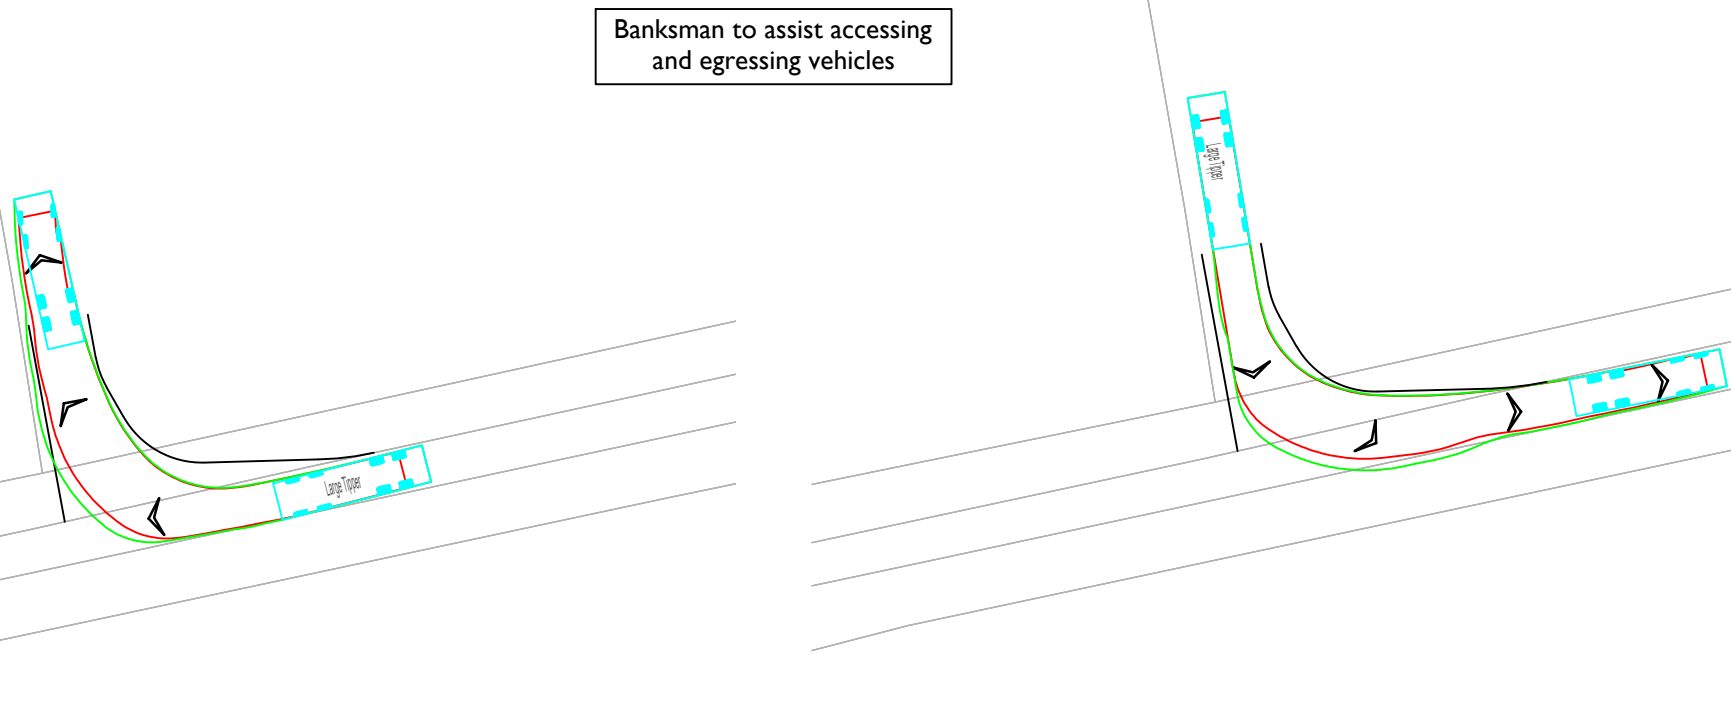 Banksman to assist accessing
and egressing vehicles
Large Tipper
Large Tipper